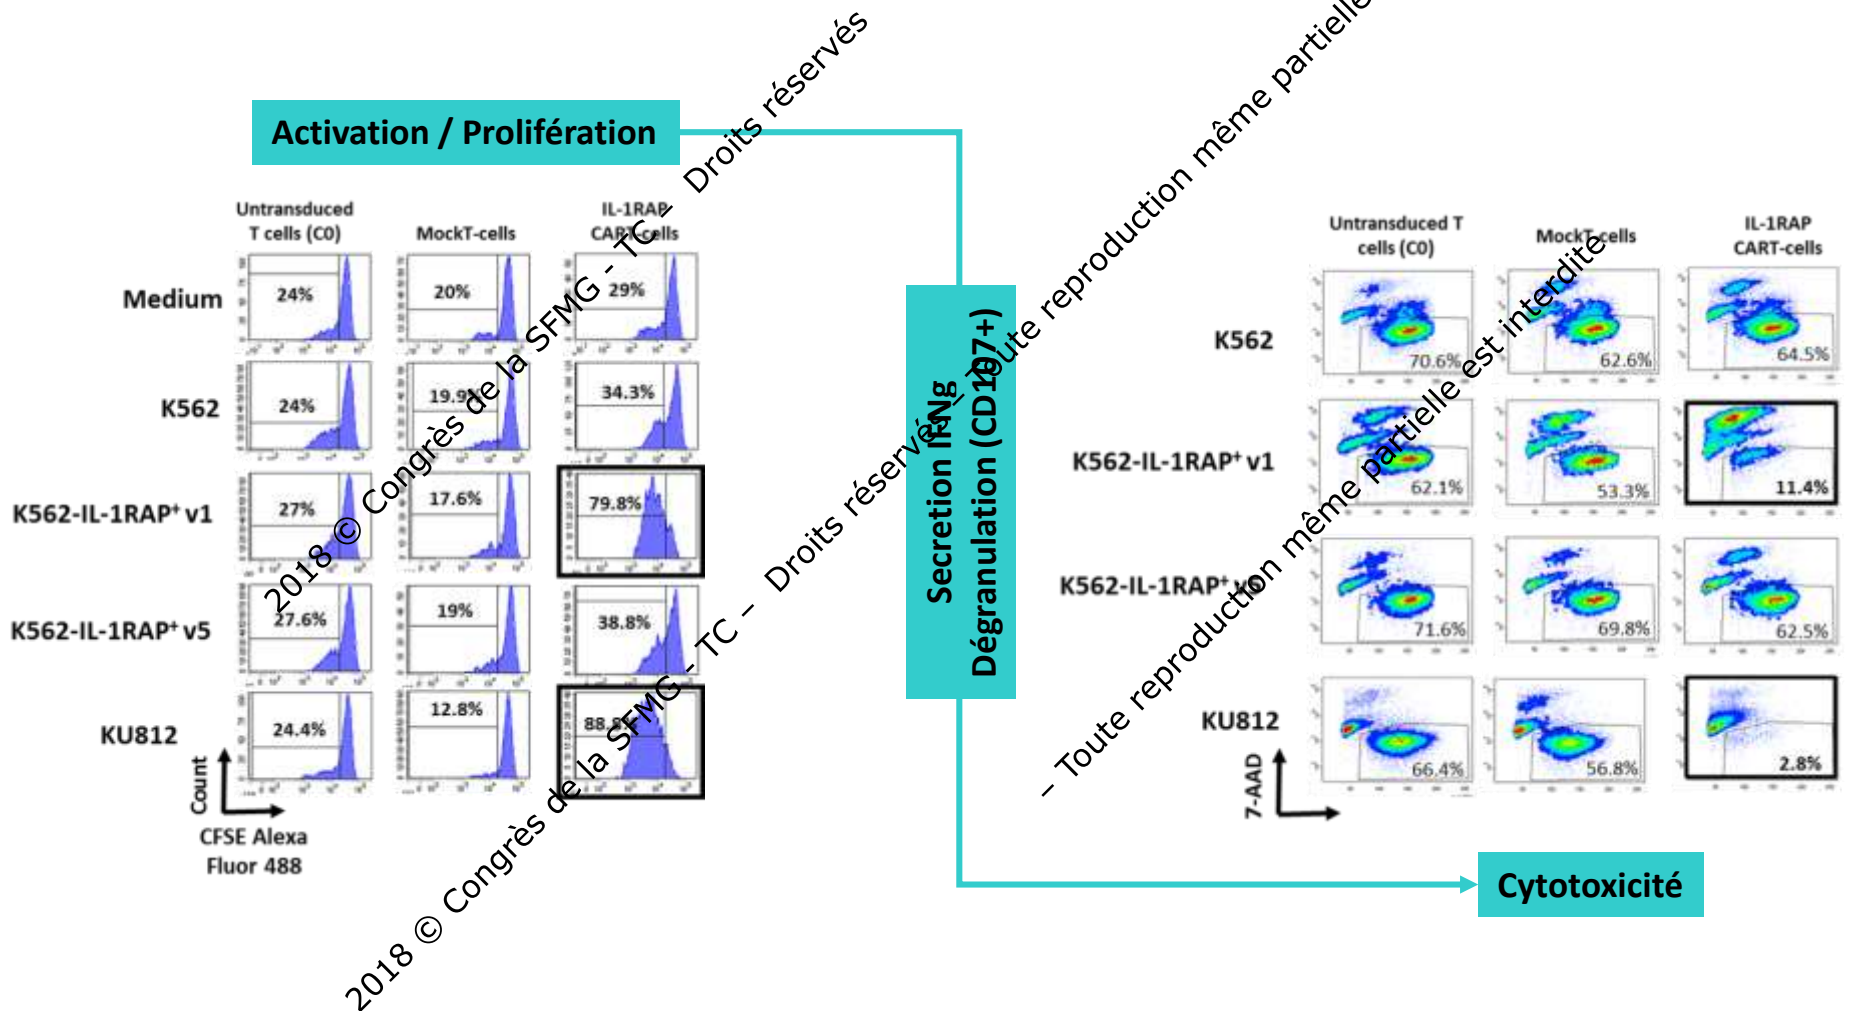 Activation / Prolifération
Untransduced
T cells (C0)
MockT-cells
IL-1RAP
CART-cells
Medium
24%
20%
29%
K562
24%
19.9%
34.3%
K562-IL-1RAP⁺ v1
27%
17.6%
79.8%
K562-IL-1RAP⁺ v5
27.6%
19%
38.8%
KU812
24.4%
12.8%
Count
CFSE Alexa
Fluor 488
Secretion IFNg
Dégranulation (CD107+)
Untransduced T
cells (C0)
MockT-cells
IL-1RAP
CART-cells
K562
70.6%
62.6%
64.5%
K562-IL-1RAP⁺ v1
62.1%
53.3%
11.4%
K562-IL-1RAP⁺
71.6%
69.8%
62.5%
KU812
66.4%
56.8%
2.8%
7-AAD
Cytotoxicité
2018 © Congrès de la SFMG - TC – Droits réservés – Toute reproduction même partielle
2018 © Congrès de la SFMG - TC – Droits réservés – Toute reproduction même partielle est interdite